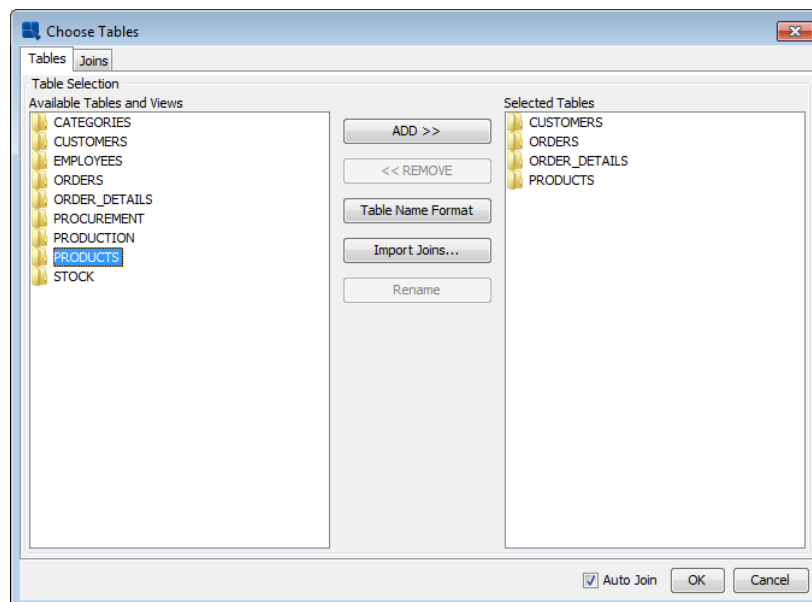 Choose Tables
Tables
Joins
Table Selection
Available Tables and Views
CATEGORIES
CUSTOMERS
EMPLOYEES
ORDERS
ORDER_DETAILS
PROCUREMENT
PRODUCTION
PRODUCTS
STOCK
ADD >>
<< REMOVE
Table Name Format
Import Joins...
Rename
Selected Tables
CUSTOMERS
ORDERS
ORDER_DETAILS
PRODUCTS
Auto Join
OK
Cancel